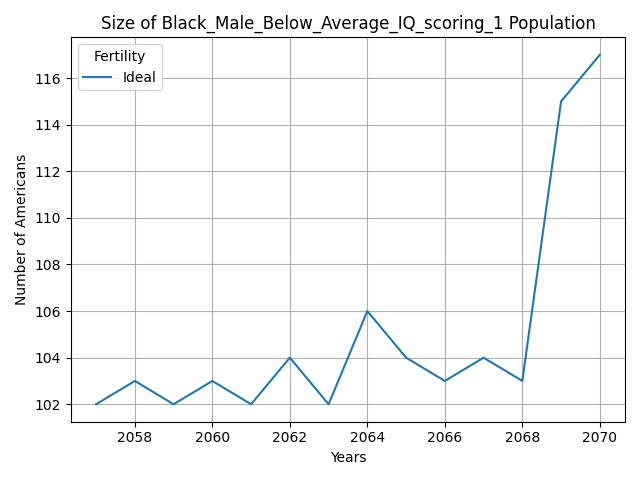 Size of Black_Male_Below_Average_IQ_scoring_1 Population
Fertility
Ideal
116
114
112
110
108
106
104
102
Number of Americans
2058 2060 2062 2064 2066 2068 2070
Years